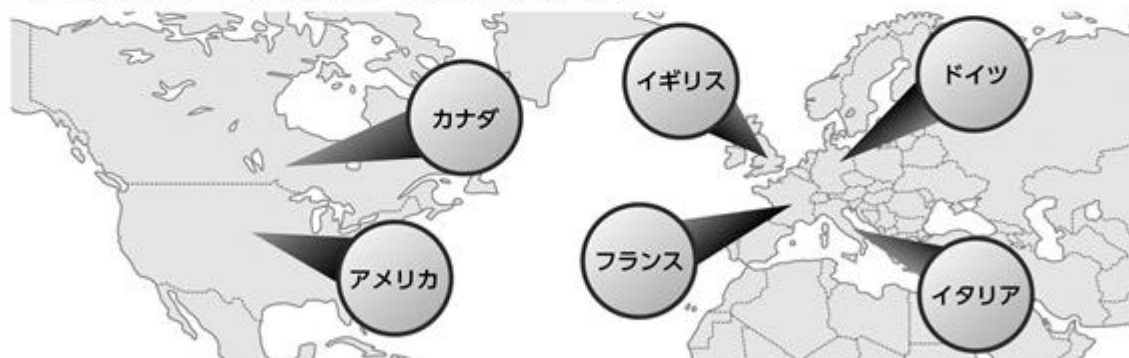 イギリス
ドイツ
カナダ
フランス
アメリカ
イタリア